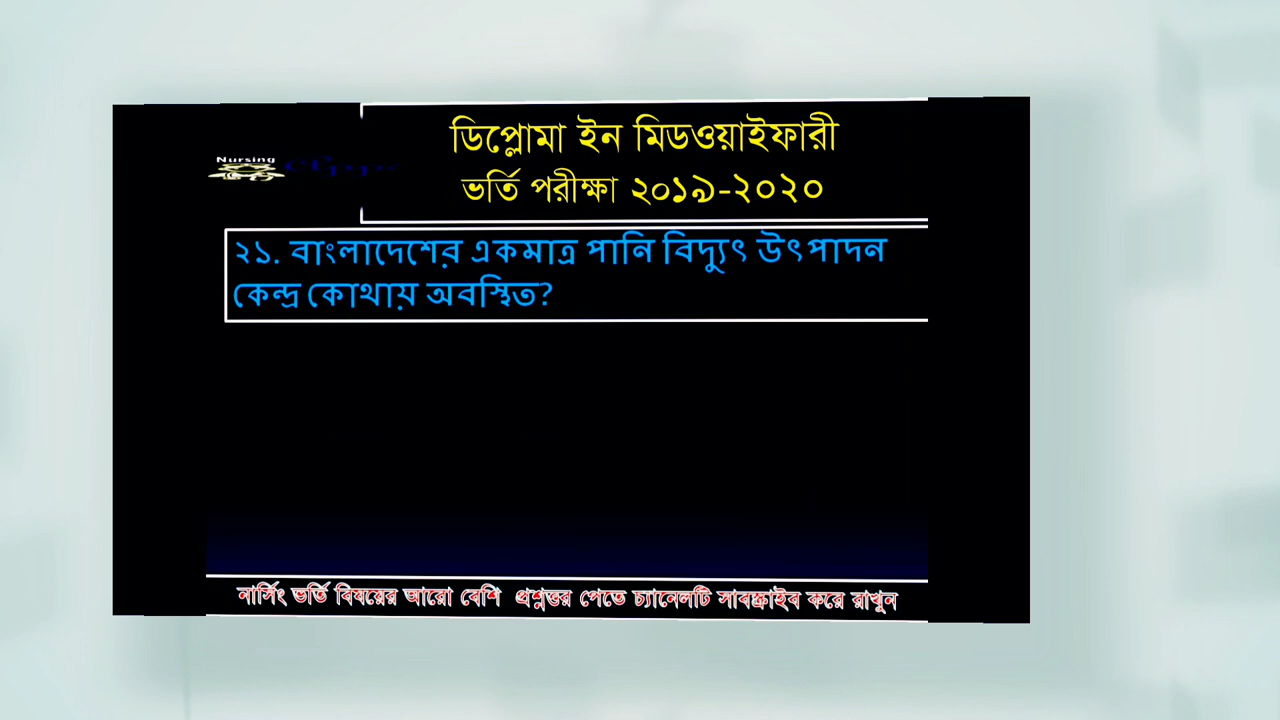 ডিপ্লোমা ইন মিডওয়াইফারী
ভর্তি পরীক্ষা ২০১৯-২০২০
Nursing
২১. বাংলাদেশের একমাত্র পানি বিদ্যুৎ উৎপাদন
কেন্দ্র কোথায় অবস্থিত?
নার্সিং ভর্তি বিষয়ের আরো বেশি প্রশ্নত্তর পেতে চ্যানেলটি সাবস্ক্রাইব করে রাখুন